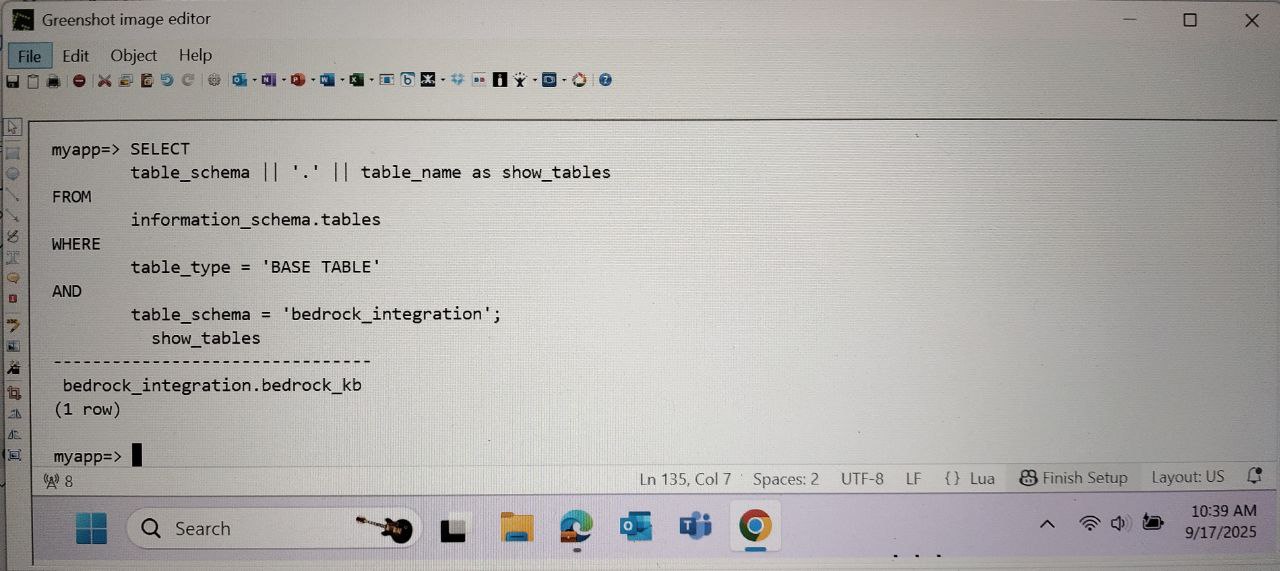 Greenshot image editor
File Edit Object Help
myapp=> SELECT
table_schema || '.' || table_name as show_tables
FROM
information_schema.tables
WHERE
table_type = 'BASE TABLE'
AND
table_schema = 'bedrock_integration';
show_tables
--------------------------------
bedrock_integration.bedrock_kb
(1 row)
myapp=>
8 Ln 135, Col 7 Spaces: 2 UTF-8 LF {} Lua Finish Setup Layout: US
Search
10:39 AM
9/17/2025